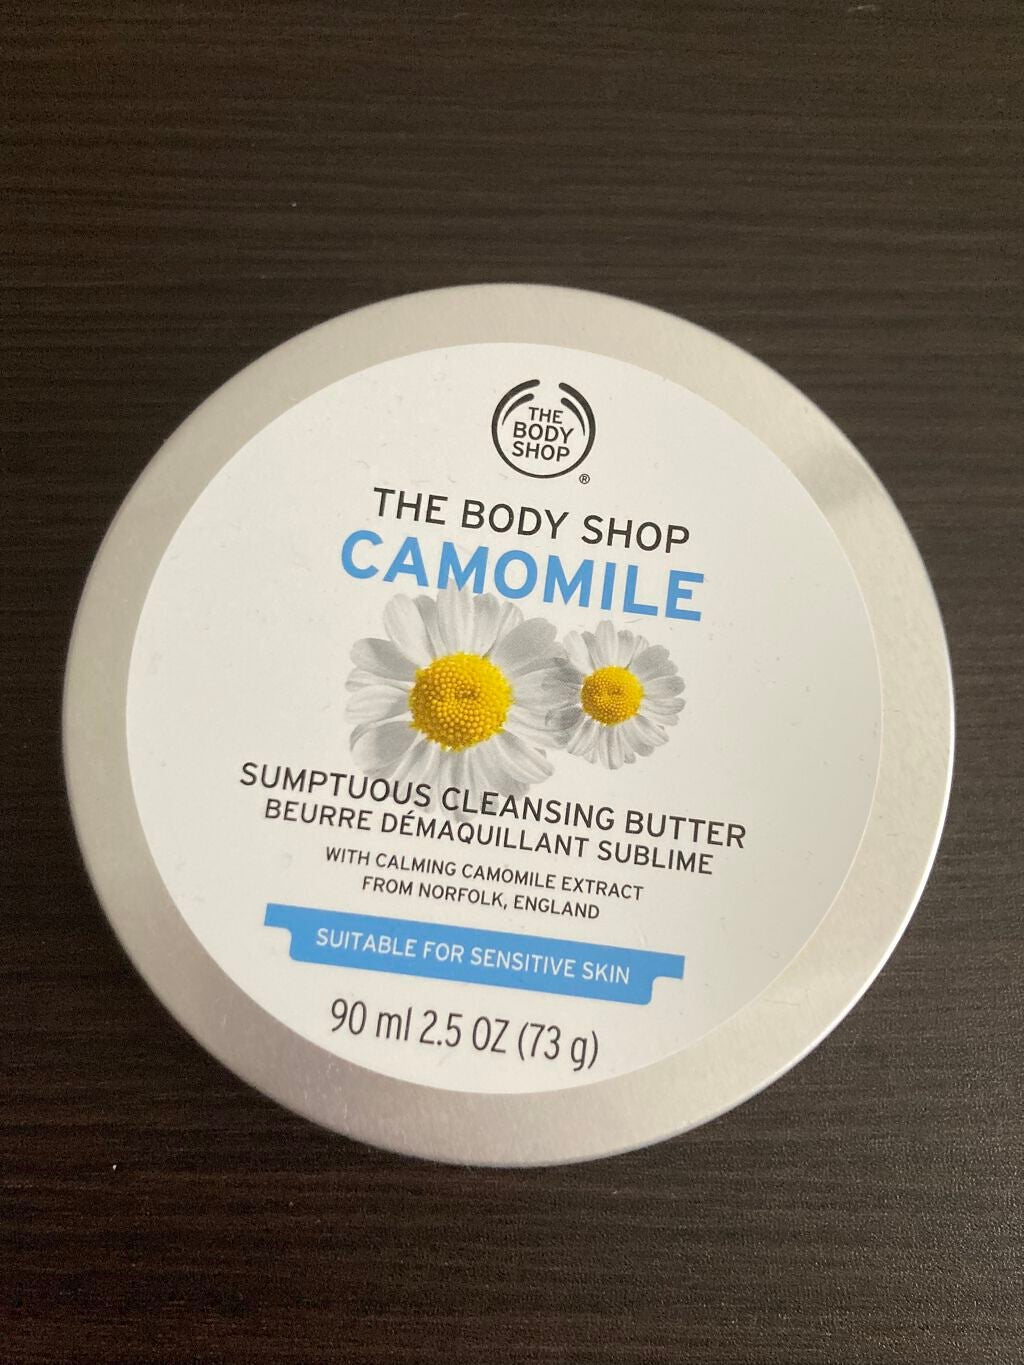 THE
BODY
SHOP
®
THE BODY SHOP
CAMOMILE
SUMPTUOUS CLEANSING BUTTER
BEURRE DÉMAQUILLANT SUBLIME
WITH CALMING CAMOMILE EXTRACT
FROM NORFOLK, ENGLAND
SUITABLE FOR SENSITIVE SKIN
90 ml 2.5 OZ (73 g)